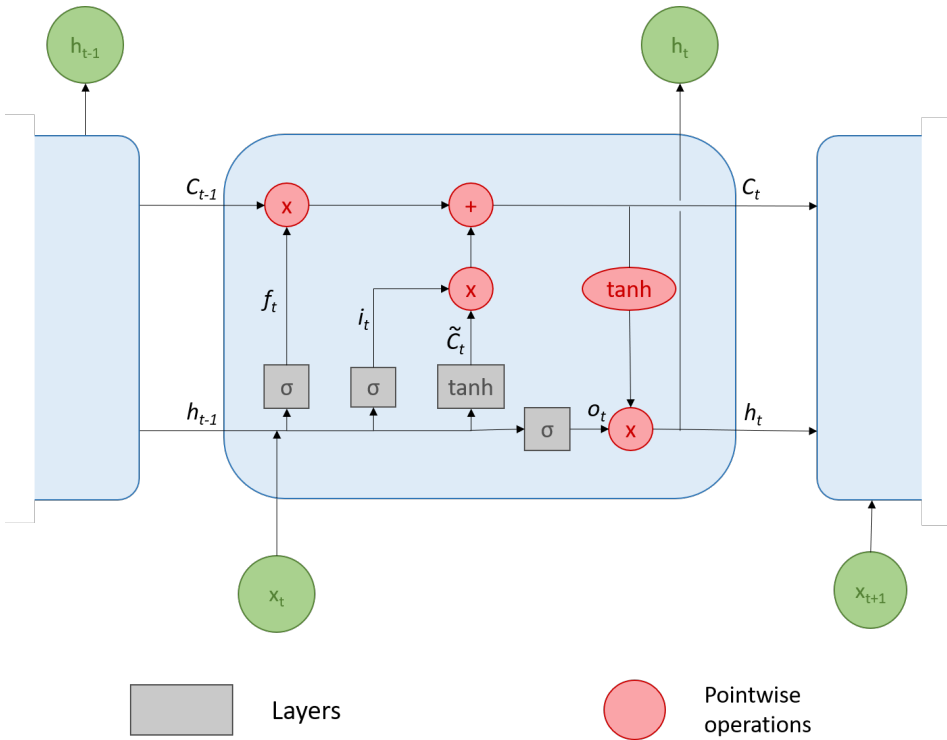 h_{t-1}
h_t
C_{t-1}
x
+
C_t
f_t
i_t
x
tanh
C̃_t
σ
σ
tanh
h_{t-1}
σ
o_t
x
h_t
x_t
x_{t+1}
Layers
Pointwise
operations